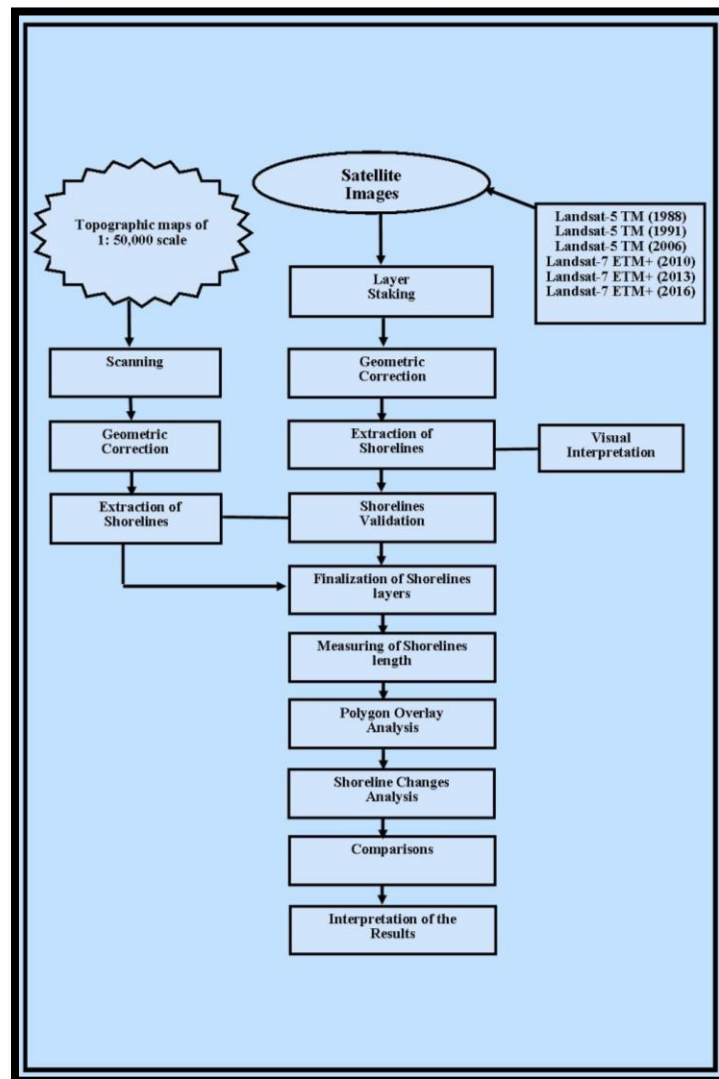 Satellite
Images
Topographic maps of
1: 50,000 scale
Landsat-5 TM (1988)
Landsat-5 TM (1991)
Landsat-5 TM (2006)
Landsat-7 ETM+ (2010)
Landsat-7 ETM+ (2013)
Landsat-7 ETM+ (2016)
Layer
Staking
Scanning
Geometric
Correction
Geometric
Correction
Extraction of
Shorelines
Visual
Interpretation
Extraction of
Shorelines
Shorelines
Validation
Finalization of Shorelines
layers
Measuring of Shorelines
length
Polygon Overlay
Analysis
Shoreline Changes
Analysis
Comparisons
Interpretation of the
Results